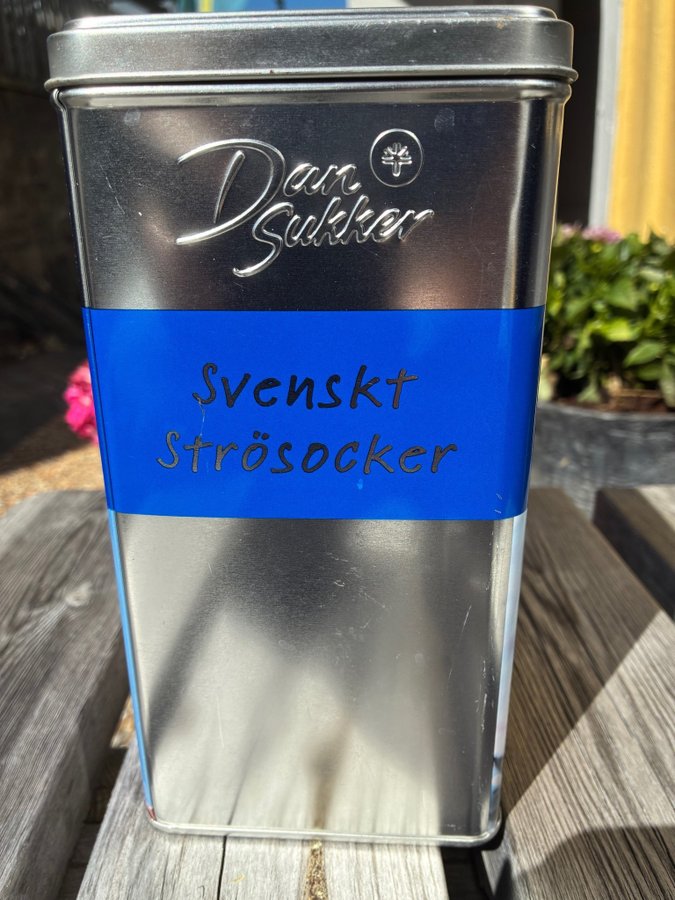 Dan
Sukker
Svenskt
Strösocker